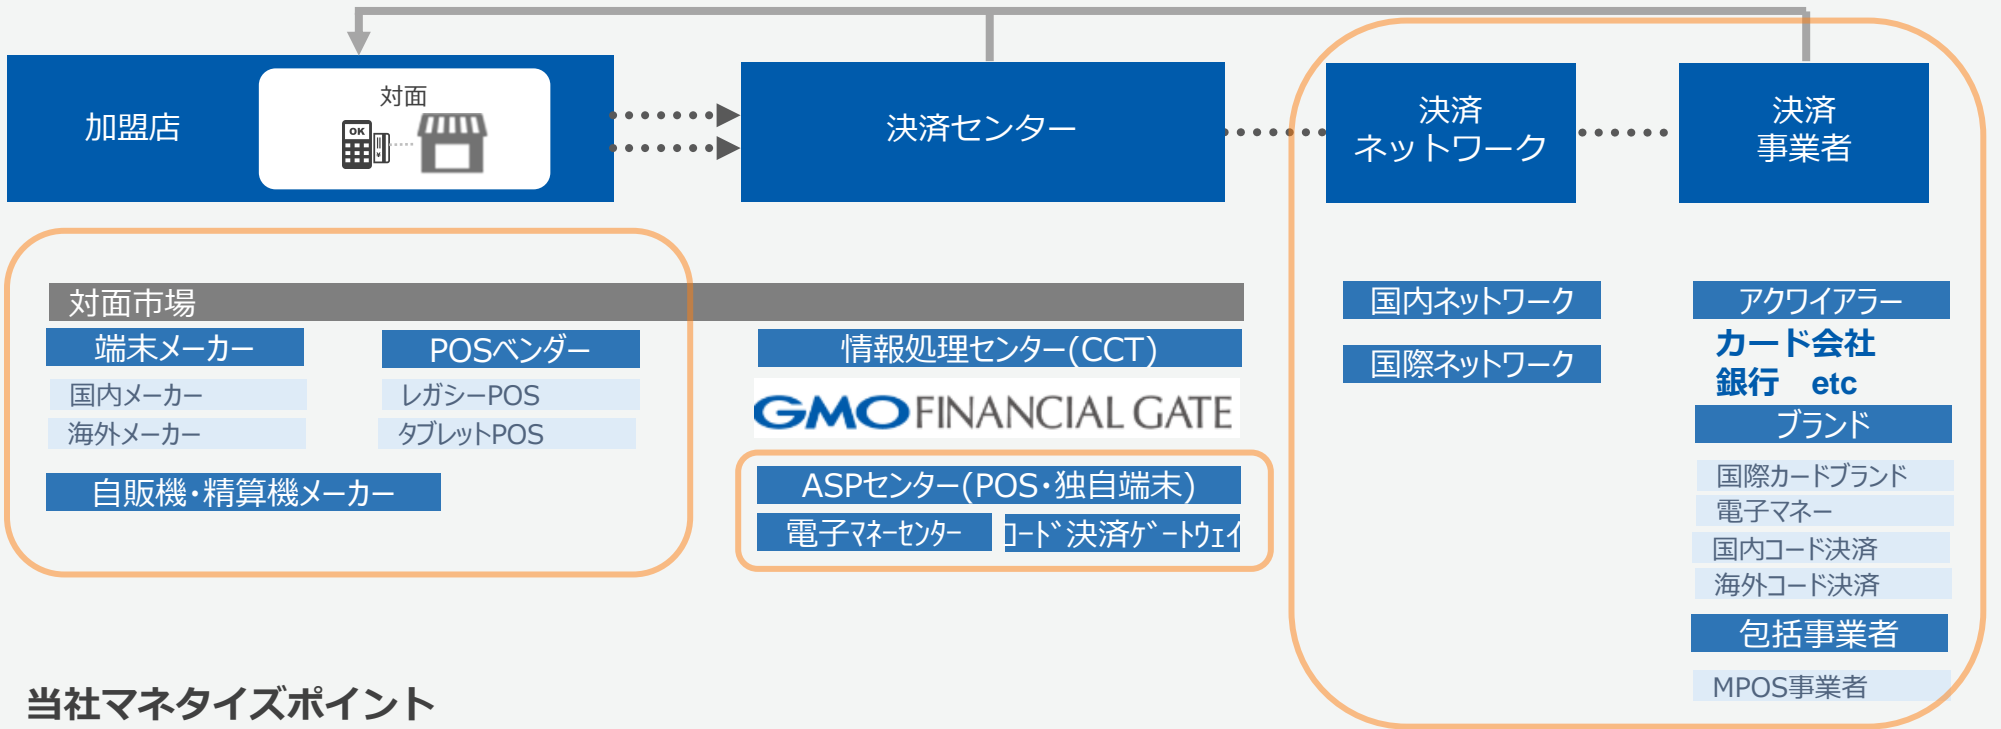 加盟店
対面
OK
決済センター
決済
ネットワーク
決済
事業者
対面市場
端末メーカー
国内メーカー
海外メーカー
POSベンダー
レガシーPOS
タブレットPOS
自販機・精算機メーカー
情報処理センター(CCT)
GMO FINANCIAL GATE
ASPセンター(POS・独自端末)
電子マネーセンター
コード決済ゲートウェイ
国内ネットワーク
国際ネットワーク
アクワイアラー
カード会社
銀行 etc
ブランド
国際カードブランド
電子マネー
国内コード決済
海外コード決済
包括事業者
MPOS事業者
当社マネタイズポイント